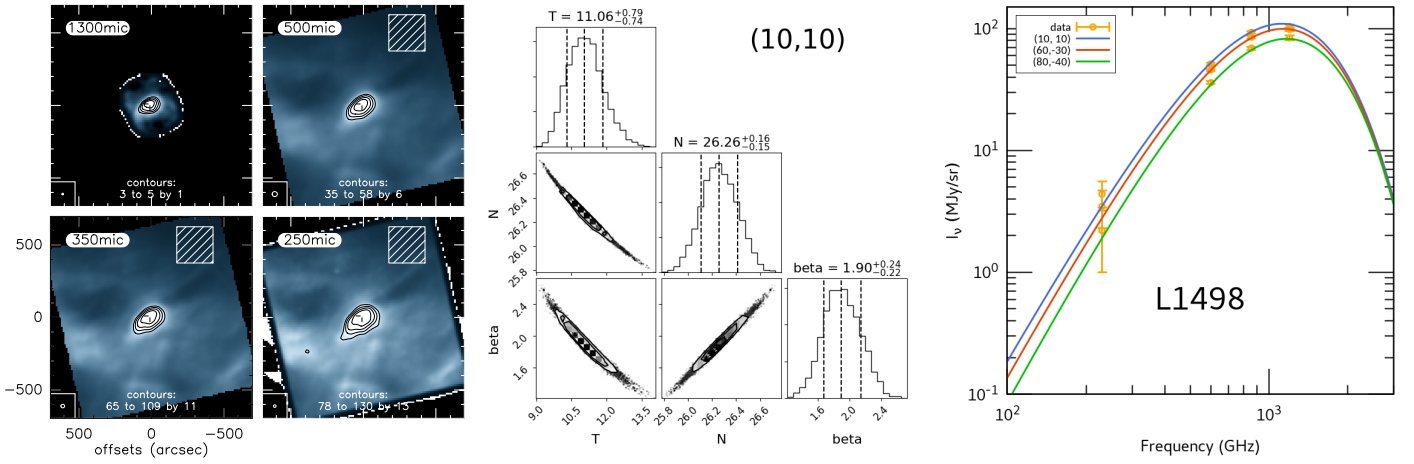 1300mic
contours:
3 to 5 by 1
500mic
contours:
35 to 58 by 6
350mic
contours:
65 to 109 by 11
250mic
contours:
78 to 130 by 13
500
0
−500
500 0 −500
offsets (arcsec)
T = 11.06+0.79−0.74
(10,10)
N = 26.26+0.16−0.15
N
26.6
26.4
26.2
26.0
25.8
beta = 1.90+0.24−0.22
beta
2.4
2.0
1.6
9.0 10.5 12.0 13.5
T
25.8 26.0 26.2 26.4 26.6
N
1.6 2.0 2.4
beta
data
(10, 10)
(60,-30)
(80,-40)
10²
10¹
10⁰
10⁻¹
Iν (MJy/sr)
L1498
10² 10³
Frequency (GHz)